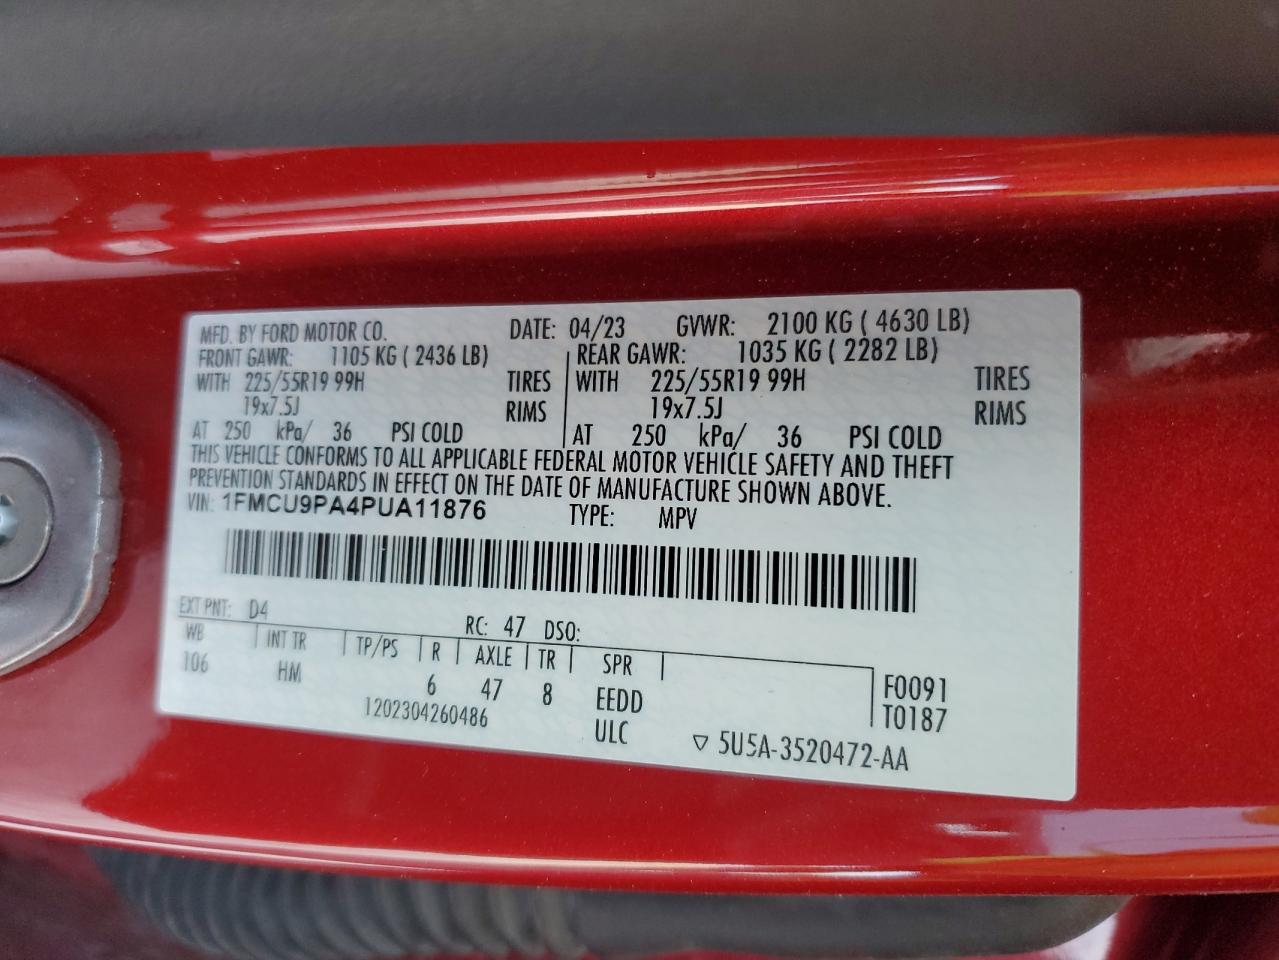 MFD. BY FORD MOTOR CO. DATE: 04/23 GVWR: 2100 KG ( 4630 LB)
FRONT GAWR: 1105 KG ( 2436 LB) REAR GAWR: 1035 KG ( 2282 LB)
WITH 225/55R19 99H TIRES WITH 225/55R19 99H TIRES
19x7.5J RIMS 19x7.5J RIMS
AT 250 kPa/ 36 PSI COLD AT 250 kPa/ 36 PSI COLD
THIS VEHICLE CONFORMS TO ALL APPLICABLE FEDERAL MOTOR VEHICLE SAFETY AND THEFT
PREVENTION STANDARDS IN EFFECT ON THE DATE OF MANUFACTURE SHOWN ABOVE.
VIN: 1FMCU9PA4PUA11876 TYPE: MPV
EXT PNT: D4 RC: 47 DSO:
WB INT TR TP/PS R AXLE TR SPR
106 HM 6 47 8 EEDD F0091
1202304260486 ULC T0187
▽ 5U5A-3520472-AA